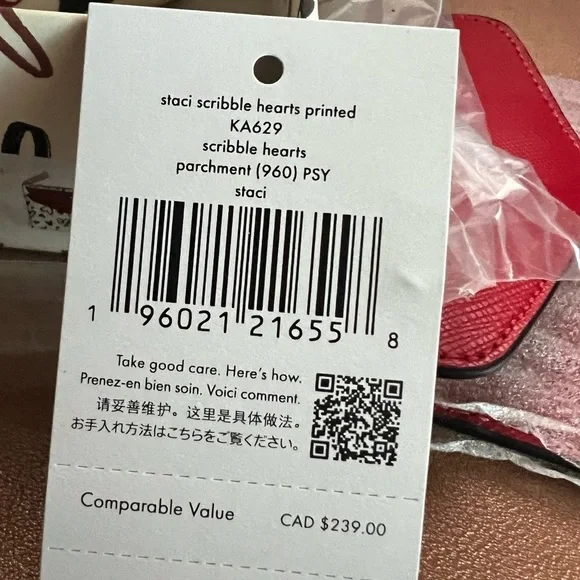 staci scribble hearts printed
KA629
scribble hearts
parchment (960) PSY
staci
1 96021 21655 8
Take good care. Here's how.
Prenez-en bien soin. Voici comment.
请妥善维护。这里是具体做法。
お手入れ方法はこちらをご覧ください。
Comparable Value CAD $239.00